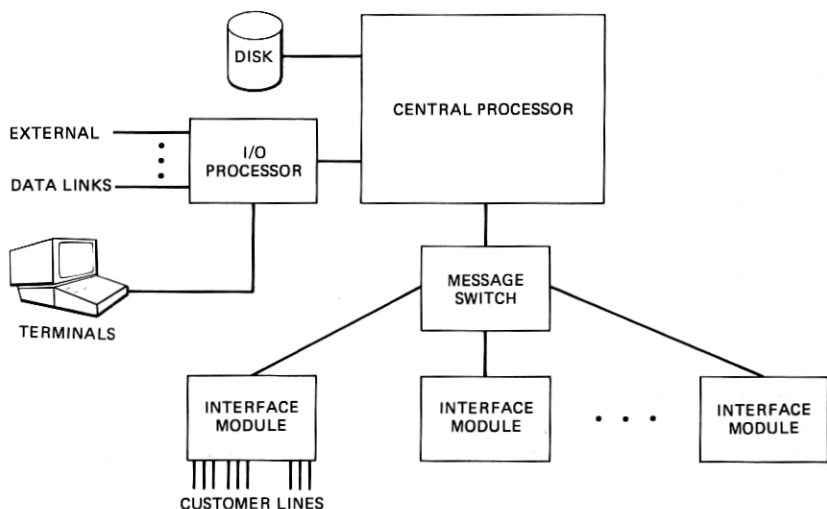 DISK
CENTRAL PROCESSOR
EXTERNAL
I/O
PROCESSOR
DATA LINKS
MESSAGE
SWITCH
TERMINALS
INTERFACE
MODULE
INTERFACE
MODULE
INTERFACE
MODULE
CUSTOMER LINES